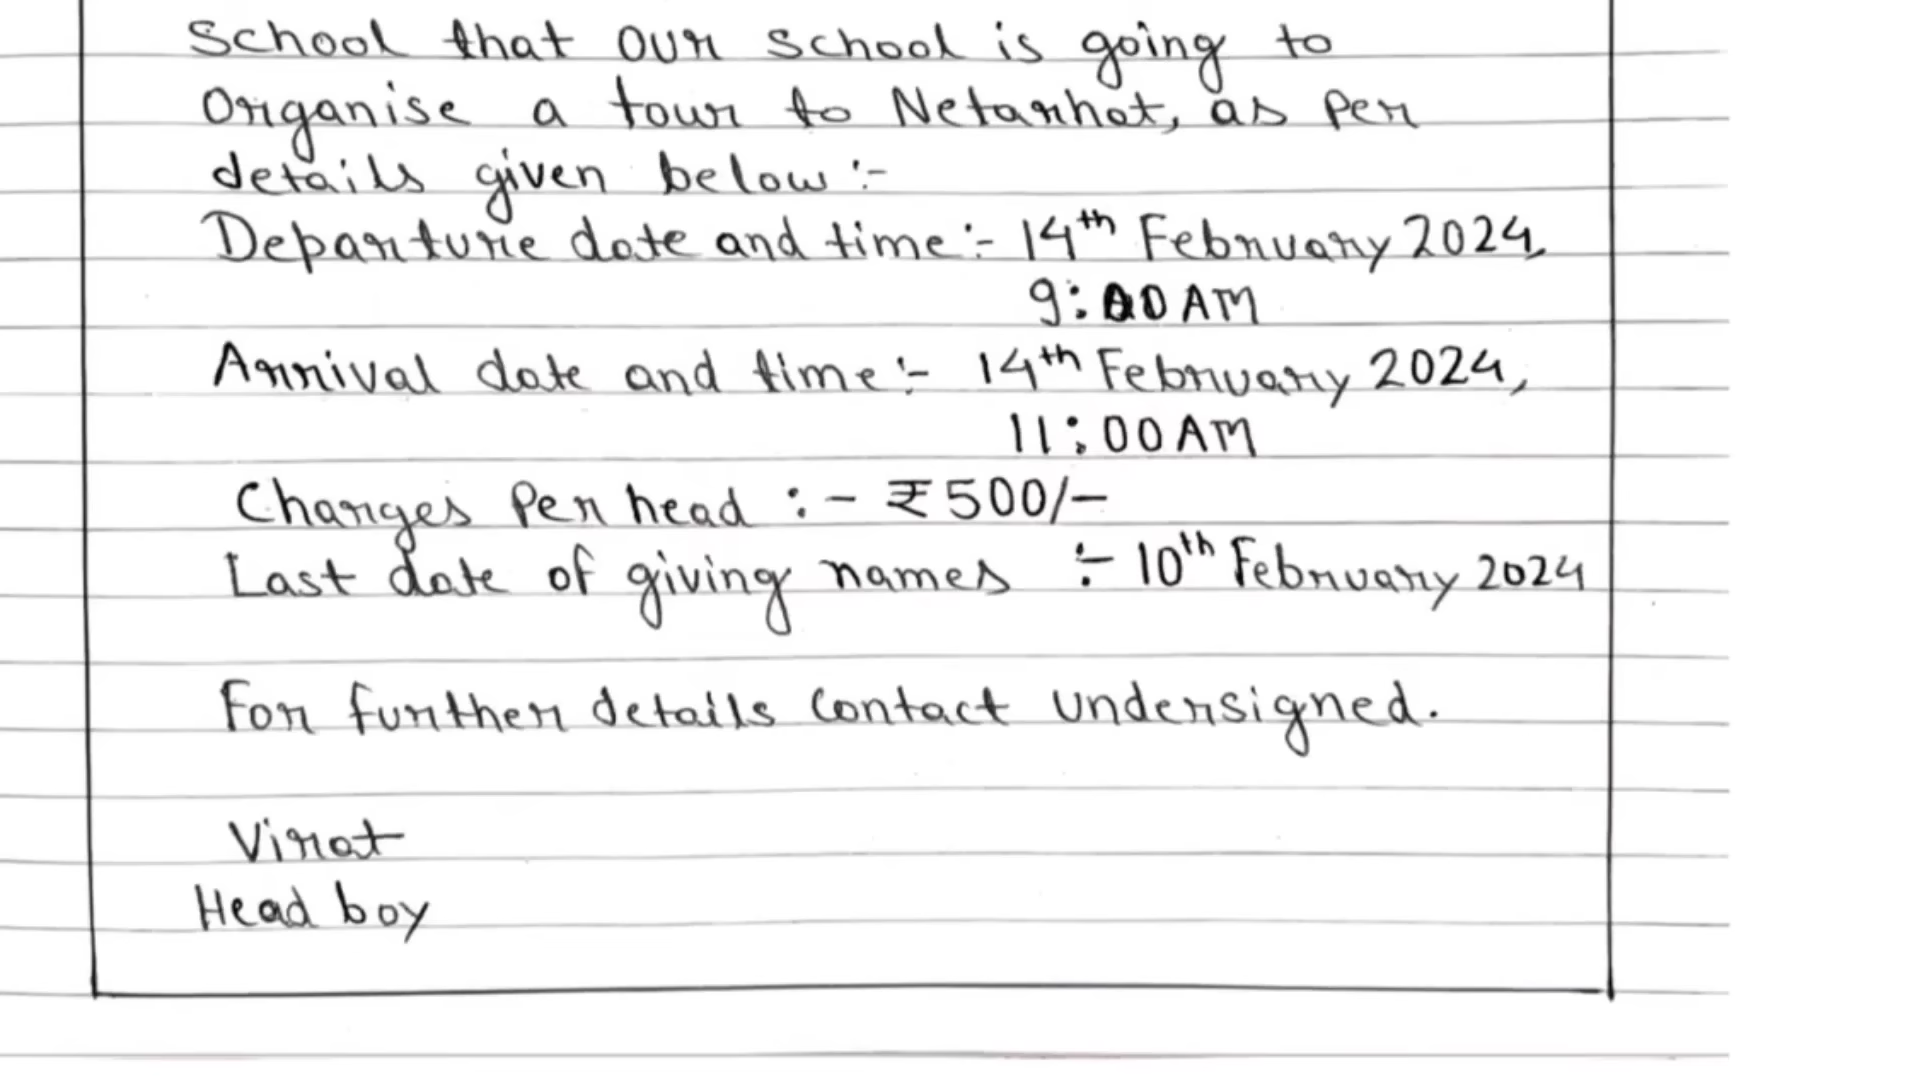 School that our school is going to
Organise a tour to Netarhat, as per
details given below :-
Departure date and time :- 14th February 2024,
9:00 AM
Arrival date and time :- 14th February 2024,
11:00 AM
Charges Per head :- ₹500/-
Last date of giving names :- 10th February 2024
For further details contact undersigned.
Virat
Head boy